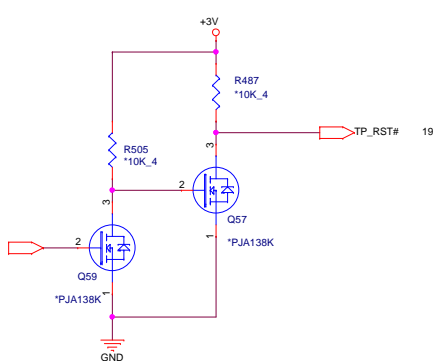 +3V
R487
*10K_4
TP_RST# 19
R505
*10K_4
3
3
2
Q57
2
1
*PJA138K
Q59
*PJA138K
1
GND